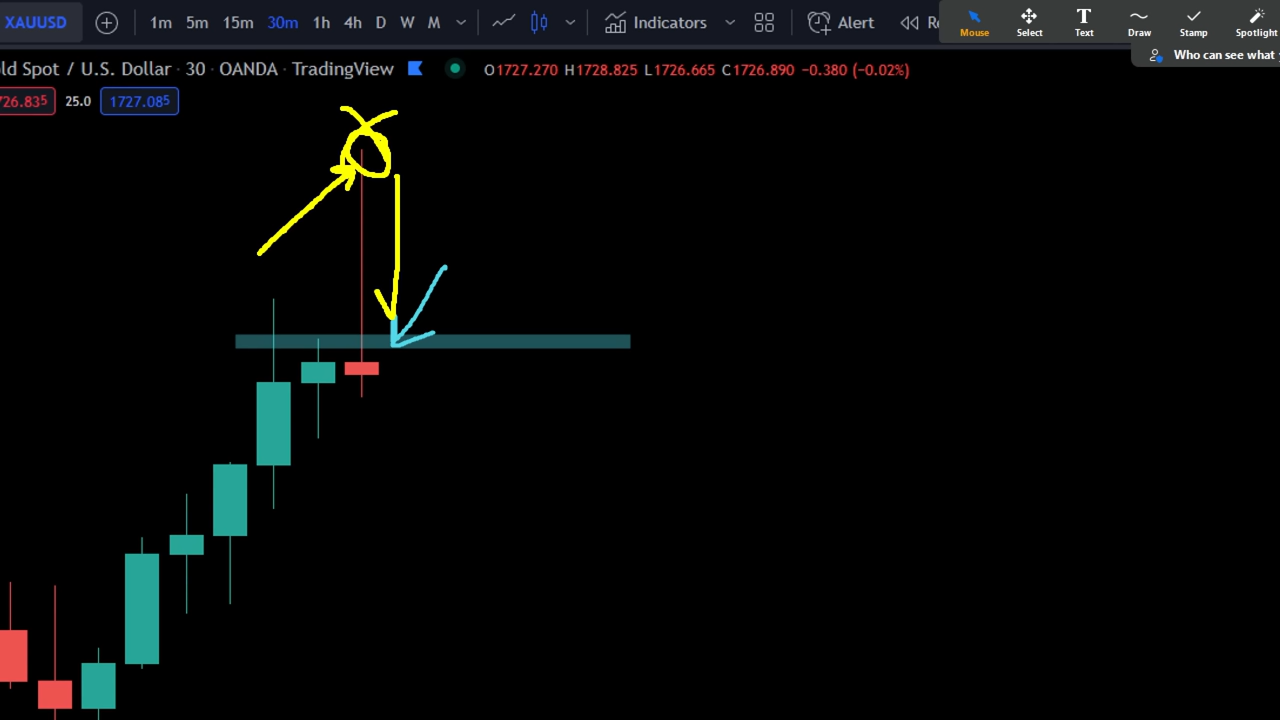 XAUUSD 1m 5m 15m 30m 1h 4h D W M Indicators Alert Re
Mouse Select Text Draw Stamp Spotlight
Who can see what
ld Spot / U.S. Dollar · 30 · OANDA · TradingView O1727.270 H1728.825 L1726.665 C1726.890 −0.380 (−0.02%)
726.835 25.0 1727.085